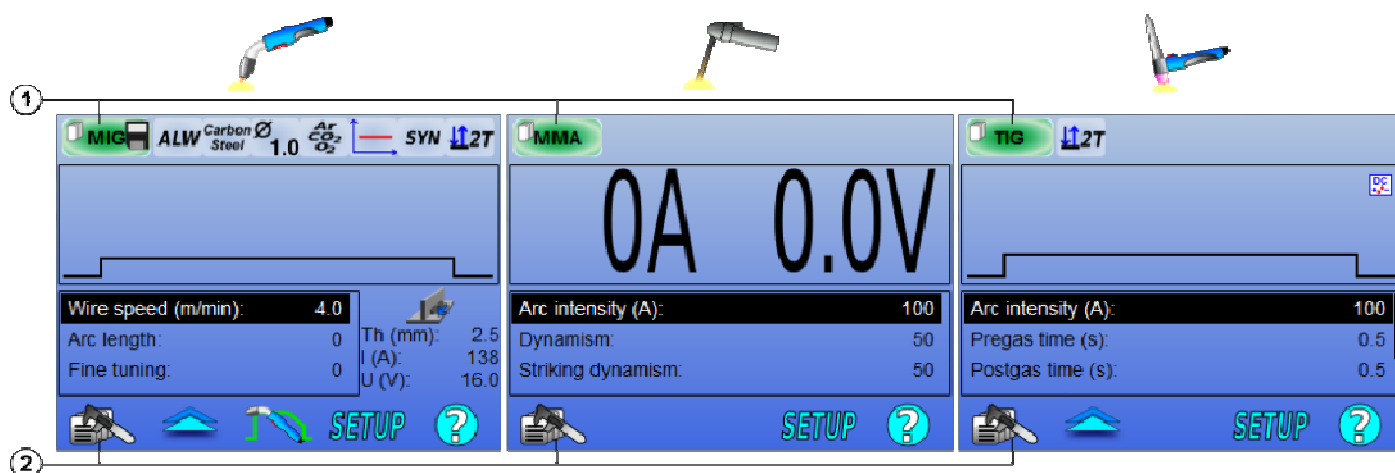 1
MIG ALW Carbon Steel Ø 1.0 Ar CO2 O2 SYN 2T
MMA
TIG 2T
DC
0A 0.0V
Wire speed (m/min): 4.0
Arc length: 0
Fine tuning: 0
Th (mm): 2.5
I (A): 138
U (V): 16.0
SETUP ?
Arc intensity (A): 100
Dynamism: 50
Striking dynamism: 50
SETUP ?
Arc intensity (A): 100
Pregas time (s): 0.5
Postgas time (s): 0.5
SETUP ?
2